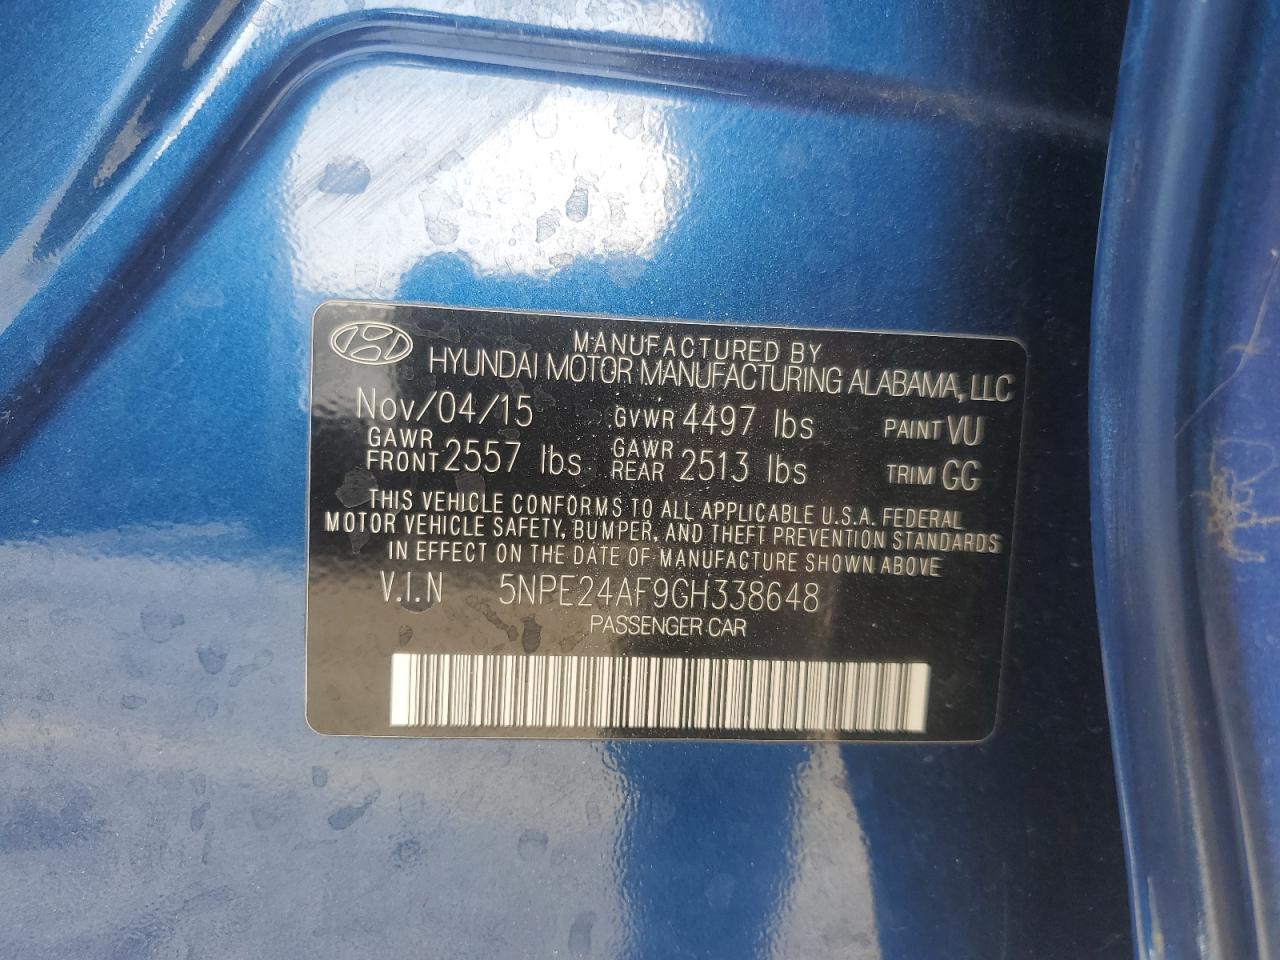 MANUFACTURED BY
HYUNDAI MOTOR MANUFACTURING ALABAMA, LLC
Nov/04/15 GVWR 4497 lbs PAINT VU
GAWR FRONT 2557 lbs GAWR REAR 2513 lbs TRIM GG
THIS VEHICLE CONFORMS TO ALL APPLICABLE U.S.A. FEDERAL
MOTOR VEHICLE SAFETY, BUMPER, AND THEFT PREVENTION STANDARDS
IN EFFECT ON THE DATE OF MANUFACTURE SHOWN ABOVE
V.I.N 5NPE24AF9GH338648
PASSENGER CAR